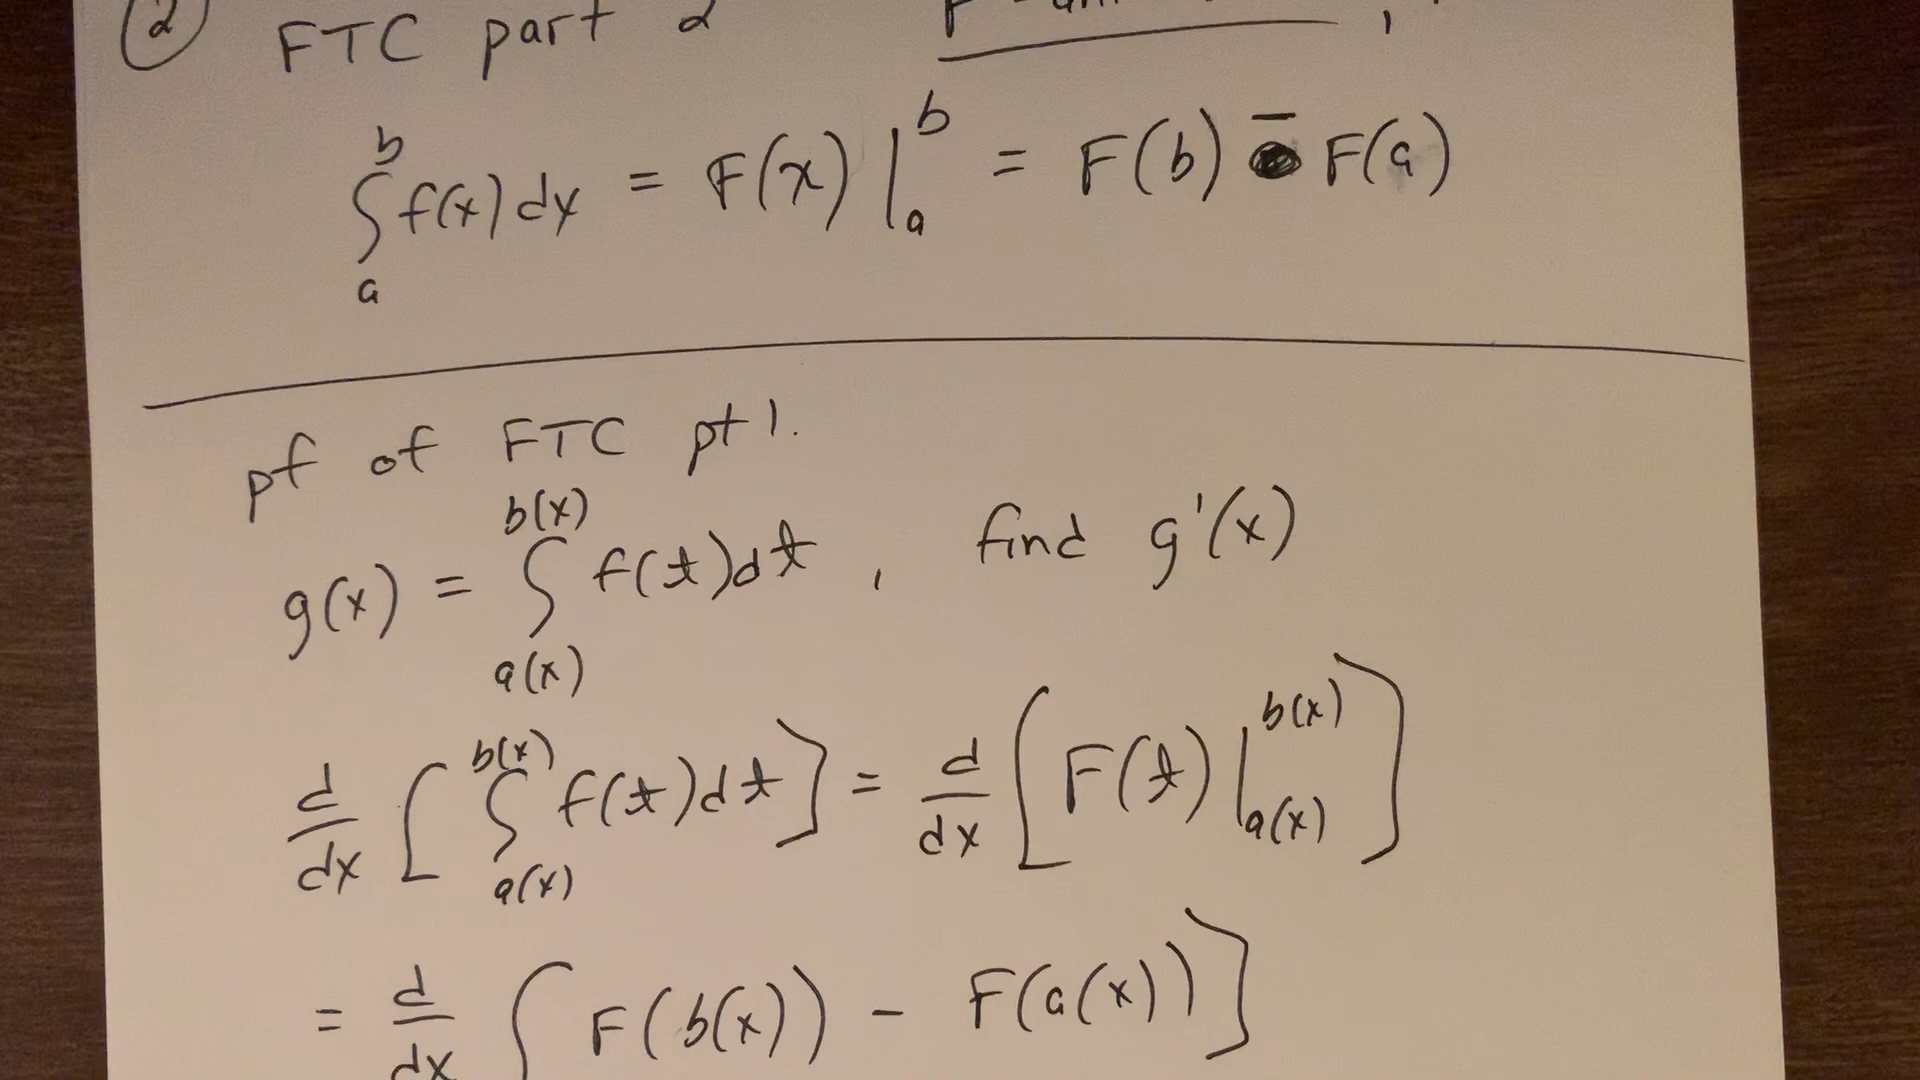 ② FTC part 2
∫_a^b f(x) dx = F(x) |_a^b = F(b) - F(a)
pf of FTC pt 1.
g(x) = ∫_{a(x)}^{b(x)} f(t)dt , find g'(x)
d/dx [ ∫_{a(x)}^{b(x)} f(t)dt ] = d/dx [ F(t) |_{a(x)}^{b(x)} ]
= d/dx [ F(b(x)) - F(a(x)) ]